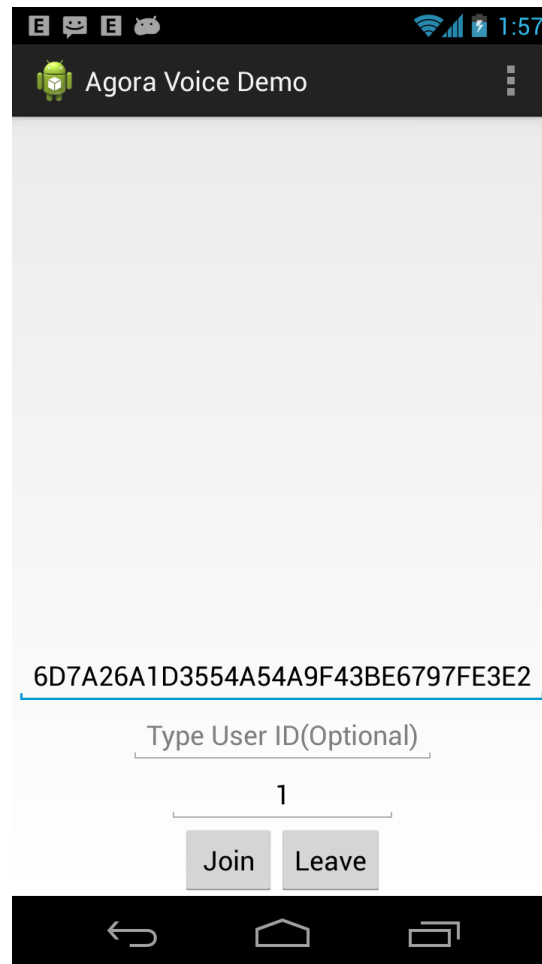 E E 1:57
Agora Voice Demo
6D7A26A1D3554A54A9F43BE6797FE3E2
Type User ID(Optional)
1
Join Leave